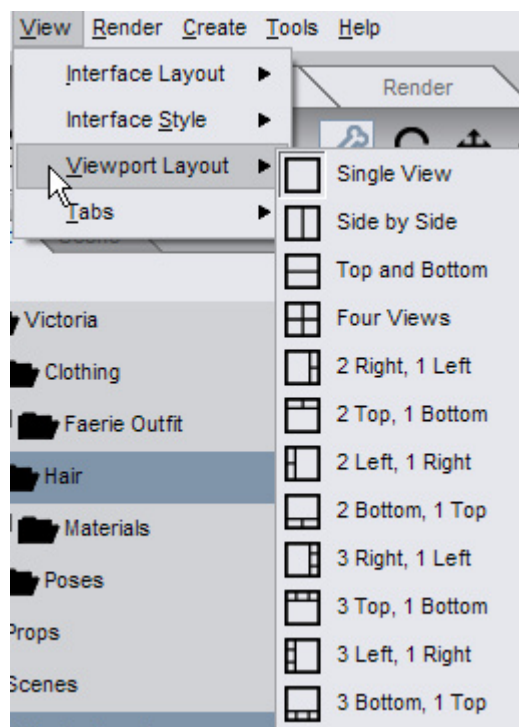 View Render Create Tools Help
Interface Layout
Render
Interface Style
Viewport Layout
Single View
Tabs
Side by Side
Scene
Top and Bottom
Victoria
Four Views
Clothing
2 Right, 1 Left
Faerie Outfit
2 Top, 1 Bottom
Hair
2 Left, 1 Right
Materials
2 Bottom, 1 Top
Poses
3 Right, 1 Left
Props
3 Top, 1 Bottom
Scenes
3 Left, 1 Right
3 Bottom, 1 Top